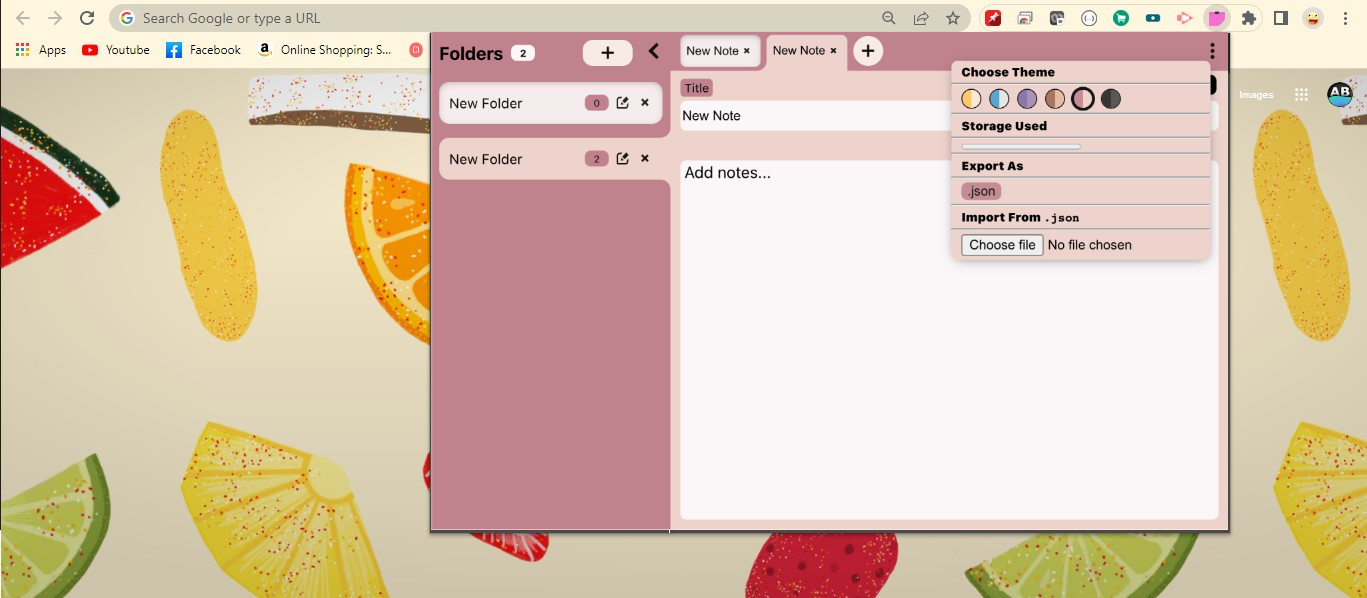 Search Google or type a URL
Apps
Youtube
Facebook
a
Online Shopping: S...
CI
Folders
2
New Note ×
New Note ×
New Folder
0
New Folder
2
Title
New Note
Add notes...
Choose Theme
Storage Used
Export As
.json
Import From .json
Choose file No file chosen
Images
AB